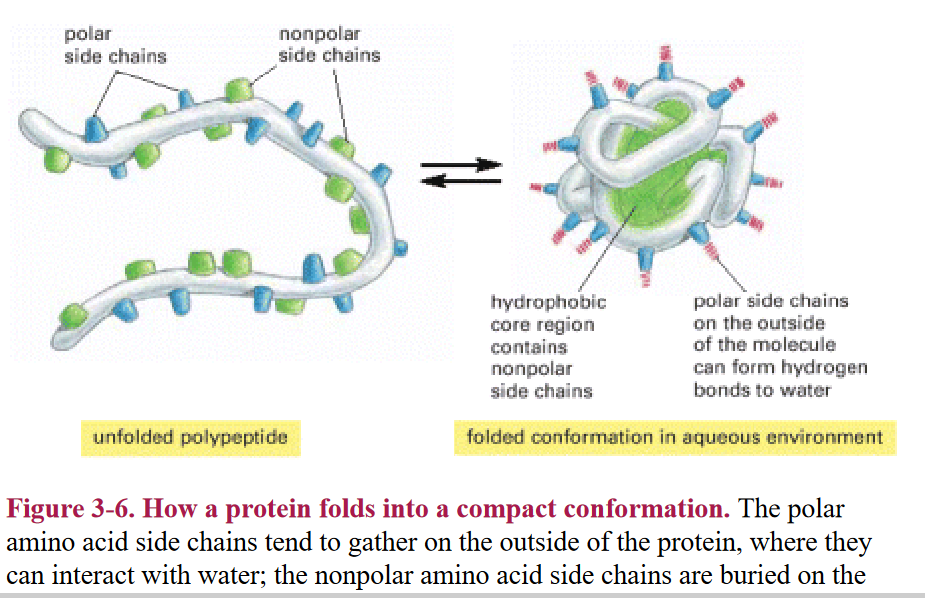 polar
side chains
nonpolar
side chains
hydrophobic
core region
contains
nonpolar
side chains
polar side chains
on the outside
of the molecule
can form hydrogen
bonds to water
unfolded polypeptide
folded conformation in aqueous environment
Figure 3-6. How a protein folds into a compact conformation. The polar
amino acid side chains tend to gather on the outside of the protein, where they
can interact with water; the nonpolar amino acid side chains are buried on the